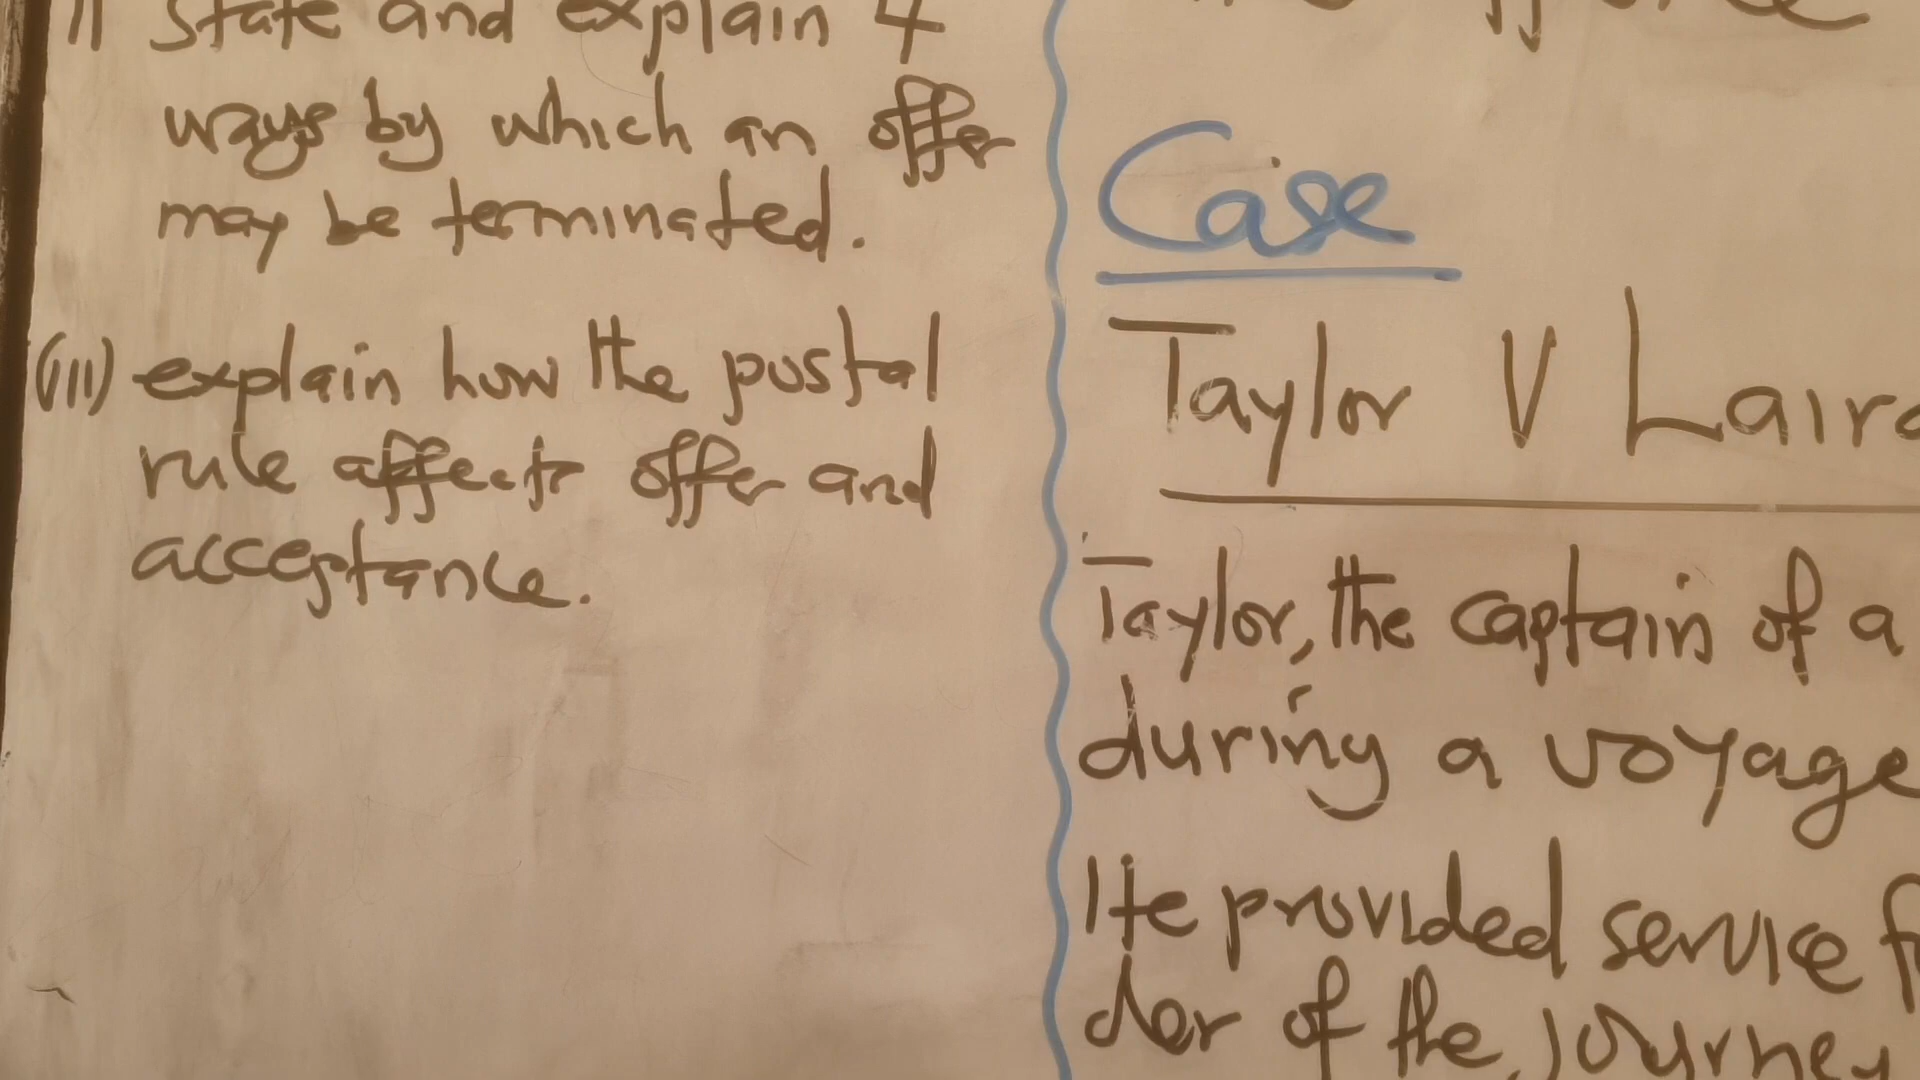 State and explain 4
ways by which an offer
may be terminated.
(iii) explain how the postal
rule affects offer and
acceptance.
Case
Taylor V Laird
Taylor, the captain of a
during a voyage
He provided service
der of the journey